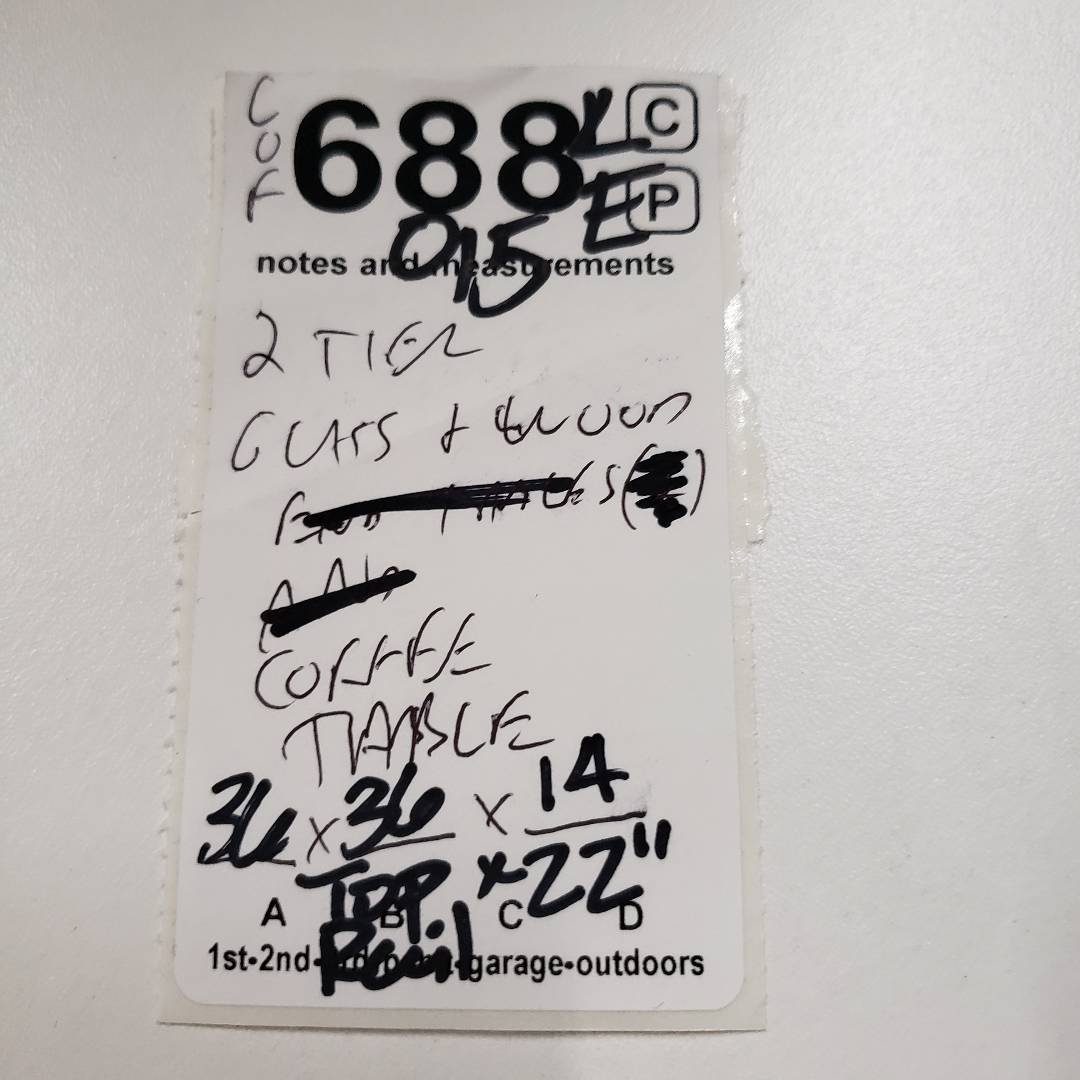 COF
688 L C
E P
015
notes and measurements
2 TIER
GLASS + WOOD
COFFEE
TABLE
36 x 36 x 14
TOP x 22"
A B C D
Rail
1st•2nd• garage•outdoors